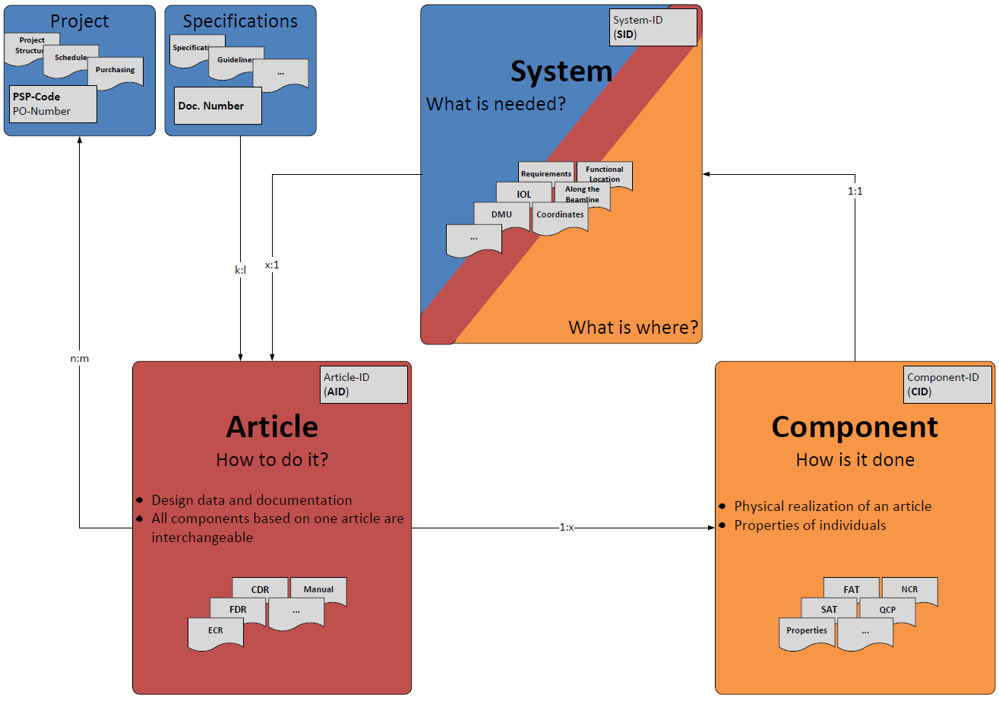 Project
Project
Structur
Schedule
Purchasing
PSP-Code
PO-Number
Specifications
Specificatio
Guidelines
...
Doc. Number
System-ID
(SID)
System
What is needed?
Requirements
Functional
Location
IOL
Along the
Beamline
DMU
Coordinates
...
What is where?
1:1
k:l
x:1
n:m
Article-ID
(AID)
Article
How to do it?
• Design data and documentation
• All components based on one article are
interchangeable
CDR
Manual
FDR
...
ECR
1:x
Component-ID
(CID)
Component
How is it done
• Physical realization of an article
• Properties of individuals
FAT
NCR
SAT
QCP
Properties
...